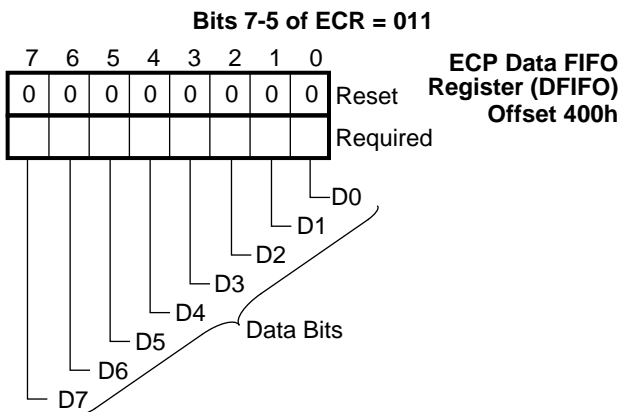 Bits 7-5 of ECR = 011
7 6 5 4 3 2 1 0
ECP Data FIFO
Register (DFIFO)
Offset 400h
0 0 0 0 0 0 0 0 Reset
Required
D0
D1
D2
D3
D4
D5
D6
D7
Data Bits